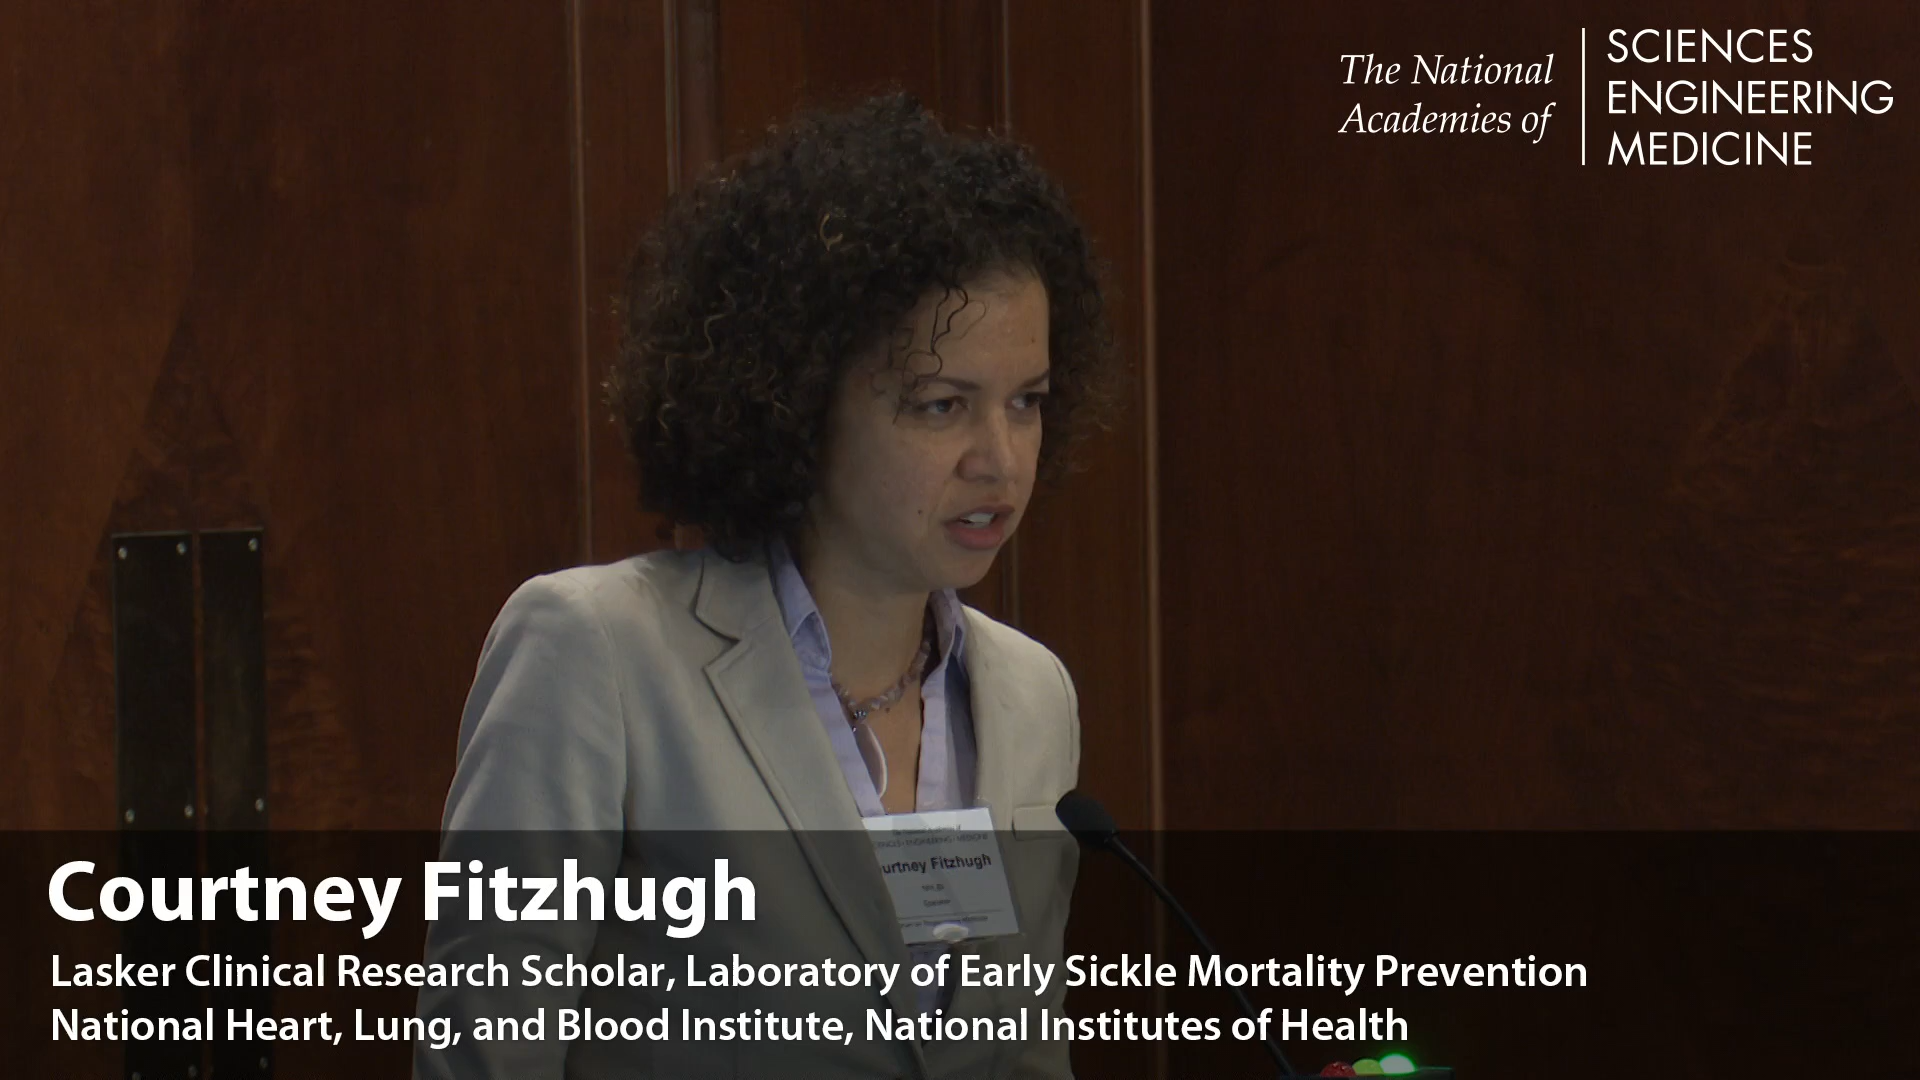 The National
Academies of
SCIENCES
ENGINEERING
MEDICINE
urtney Fitzhugh
Speaker
Courtney Fitzhugh
Lasker Clinical Research Scholar, Laboratory of Early Sickle Mortality Prevention
National Heart, Lung, and Blood Institute, National Institutes of Health